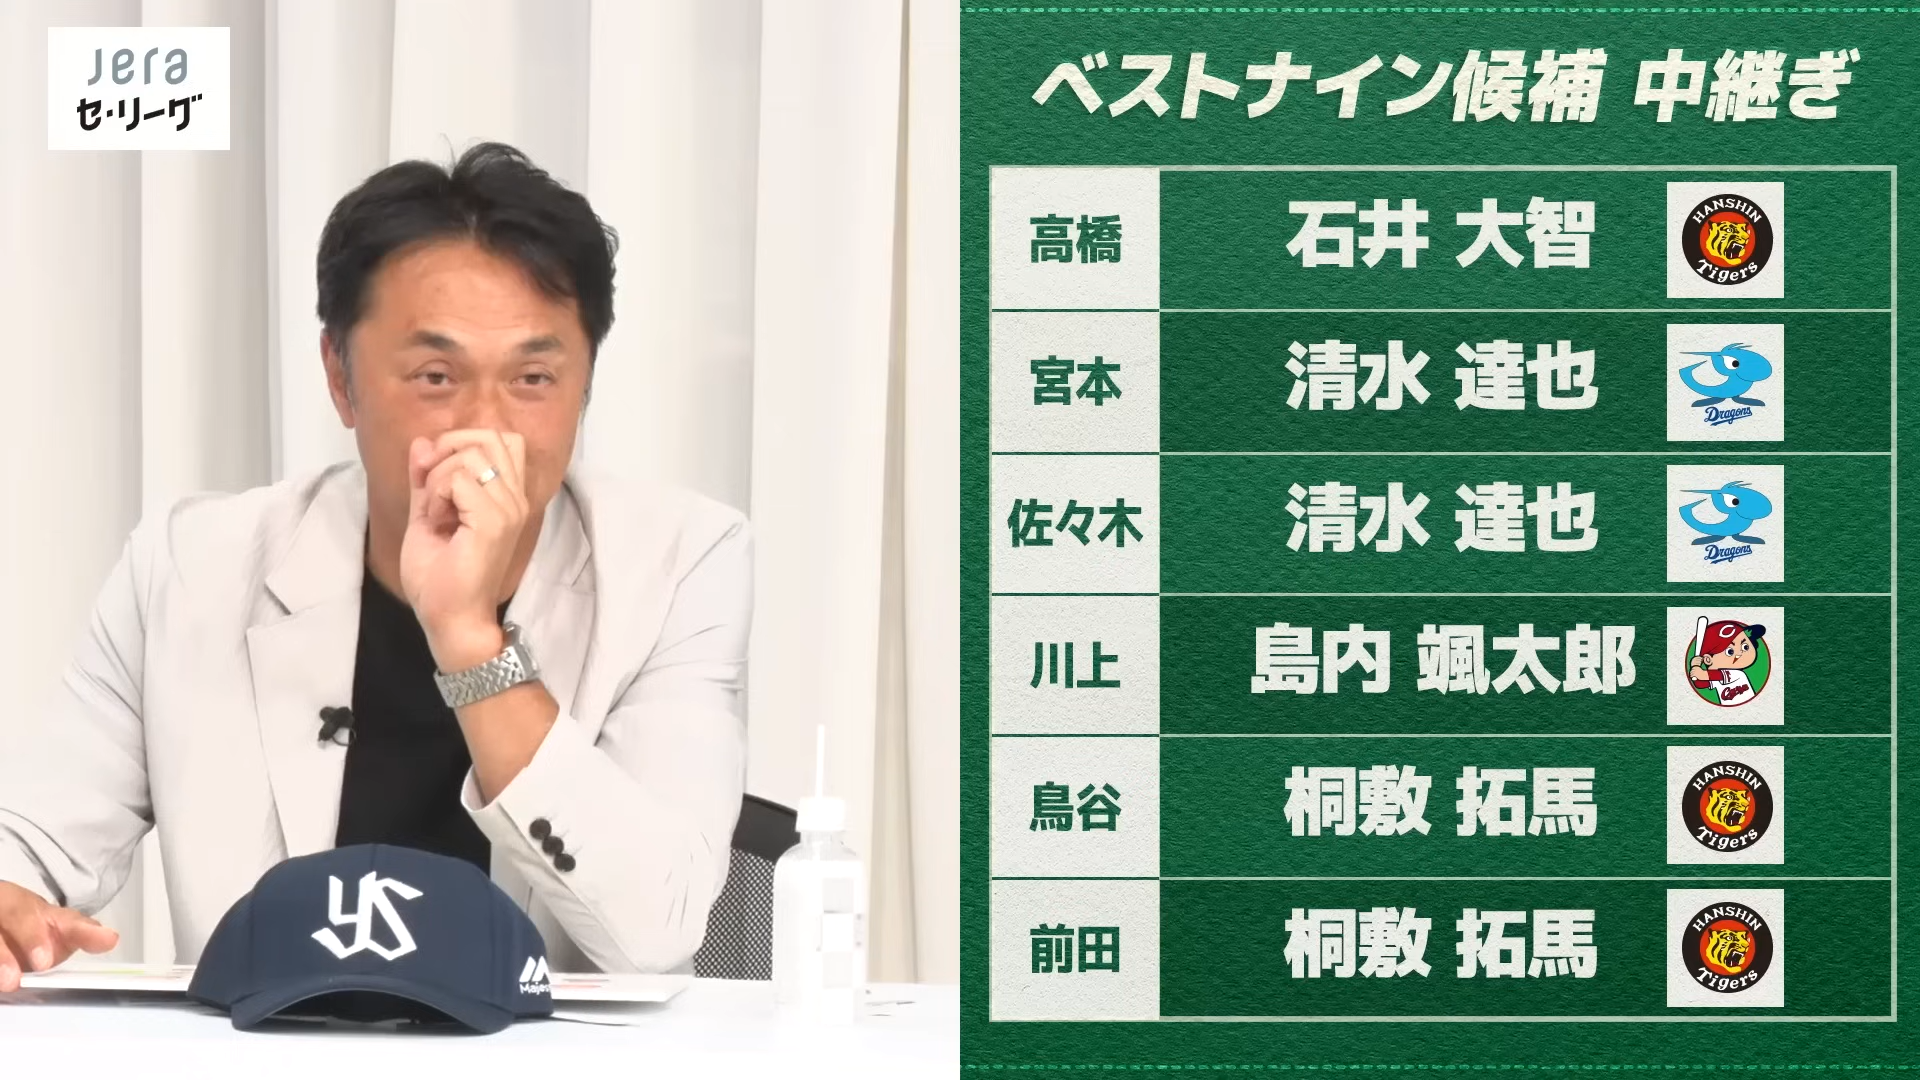 Jera
セ・リーグ
ベストナイン候補 中継ぎ
高橋 石井 大智 HANSHIN Tigers
宮本 清水 達也 Dragons
佐々木 清水 達也 Dragons
川上 島内 颯太郎 Carp
鳥谷 桐敷 拓馬 HANSHIN Tigers
前田 桐敷 拓馬 HANSHIN Tigers
YS